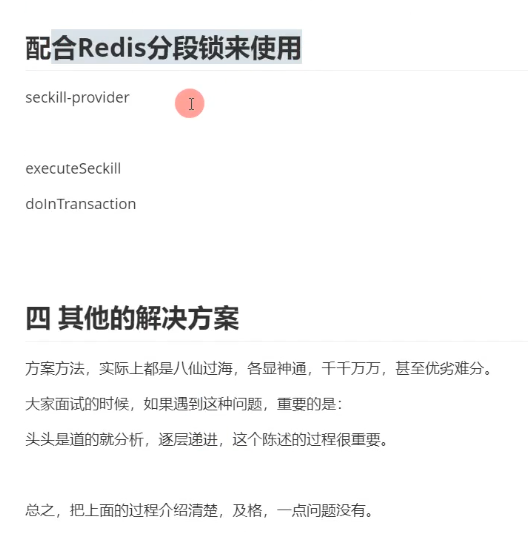 配合Redis分段锁来使用
seckill-provider
executeSeckill
doInTransaction
四 其他的解决方案
方案方法，实际上都是八仙过海，各显神通，千千万万，甚至优劣难分。
大家面试的时候，如果遇到这种问题，重要的是：
头头是道的就分析，逐层递进，这个陈述的过程很重要。
总之，把上面的过程介绍清楚，及格，一点问题没有。